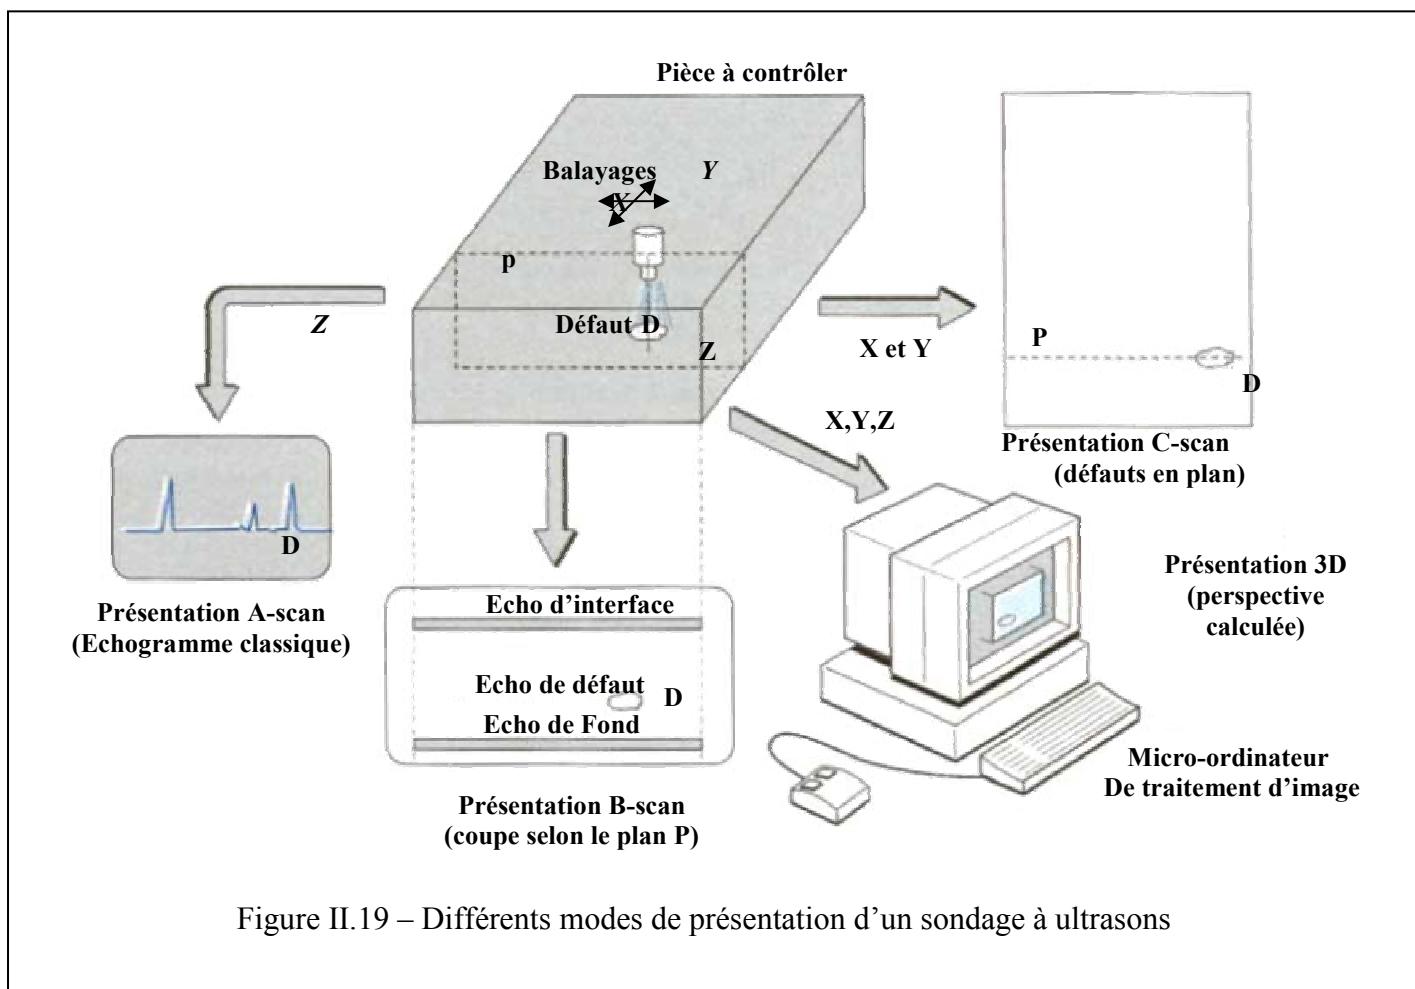 Pièce à contrôler
Balayages
Y
X
p
Défaut D
Z
Z
X et Y
P
D
X,Y,Z
Présentation C-scan
(défauts en plan)
D
Présentation A-scan
(Echogramme classique)
Echo d’interface
Echo de défaut
D
Echo de Fond
Présentation B-scan
(coupe selon le plan P)
Présentation 3D
(perspective
calculée)
Micro-ordinateur
De traitement d’image
Figure II.19 – Différents modes de présentation d’un sondage à ultrasons